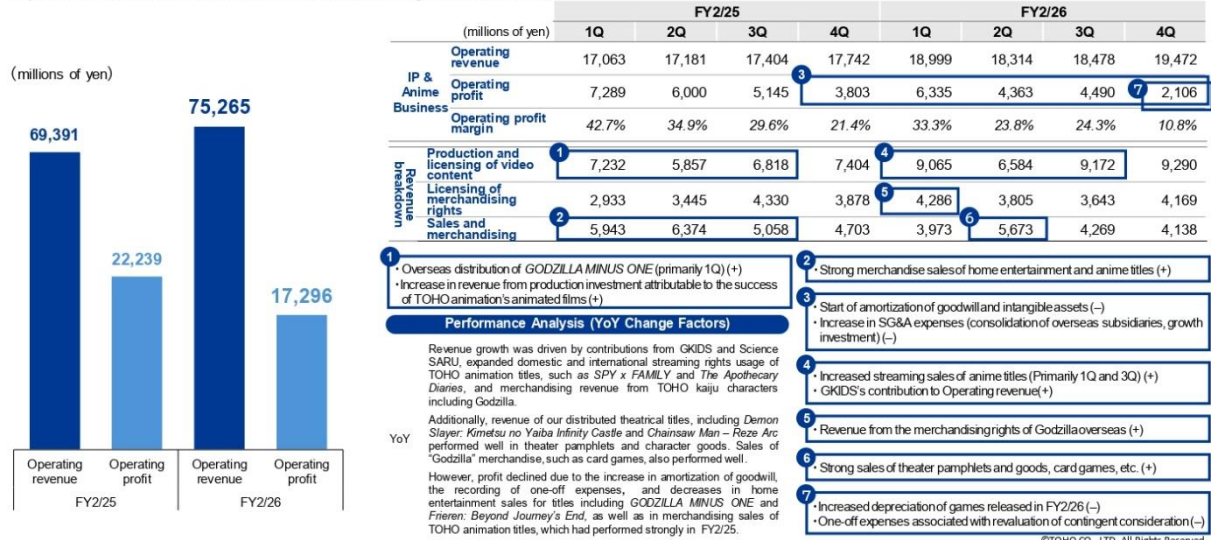 (millions of yen)
69,391
22,239
75,265
17,296
Operating revenue
Operating profit
Operating revenue
Operating profit
FY2/25
FY2/26
FY2/25 FY2/26
(millions of yen) 1Q 2Q 3Q 4Q 1Q 2Q 3Q 4Q
IP & Anime Business
Operating revenue 17,063 17,181 17,404 17,742 18,999 18,314 18,478 19,472
3
Operating profit 7,289 6,000 5,145 3,803 6,335 4,363 4,490 7 2,106
Operating profit margin 42.7% 34.9% 29.6% 21.4% 33.3% 23.8% 24.3% 10.8%
Revenue breakdown
Production and licensing of video content 1 7,232 5,857 6,818 7,404 4 9,065 6,584 9,172 9,290
Licensing of merchandising rights 2,933 3,445 4,330 3,878 5 4,286 3,805 3,643 4,169
Sales and merchandising 2 5,943 6,374 5,058 4,703 3,973 6 5,673 4,269 4,138
1
・Overseas distribution of GODZILLA MINUS ONE (primarily 1Q) (+)
・Increase in revenue from production investment attributable to the success
of TOHO animation's animated films (+)
Performance Analysis (YoY Change Factors)
YoY
Revenue growth was driven by contributions from GKIDS and Science
SARU, expanded domestic and international streaming rights usage of
TOHO animation titles, such as SPY x FAMILY and The Apothecary
Diaries, and merchandising revenue from TOHO kaiju characters
including Godzilla.
Additionally, revenue of our distributed theatrical titles, including Demon
Slayer: Kimetsu no Yaiba Infinity Castle and Chainsaw Man – Reze Arc
performed well in theater pamphlets and character goods. Sales of
"Godzilla" merchandise, such as card games, also performed well.
However, profit declined due to the increase in amortization of goodwill,
the recording of one-off expenses, and decreases in home
entertainment sales for titles including GODZILLA MINUS ONE and
Frieren: Beyond Journey's End, as well as in merchandising sales of
TOHO animation titles, which had performed strongly in FY2/25.
2
・Strong merchandise sales of home entertainment and anime titles (+)
3
・Start of amortization of goodwill and intangible assets (–)
・Increase in SG&A expenses (consolidation of overseas subsidiaries, growth
investment) (–)
4
・Increased streaming sales of anime titles (Primarily 1Q and 3Q) (+)
・GKIDS's contribution to Operating revenue(+)
5
・Revenue from the merchandising rights of Godzilla overseas (+)
6
・Strong sales of theater pamphlets and goods, card games, etc. (+)
7
・Increased depreciation of games released in FY2/26 (–)
・One-off expenses associated with revaluation of contingent consideration (–)
©TOHO CO., LTD. All Rights Reserved